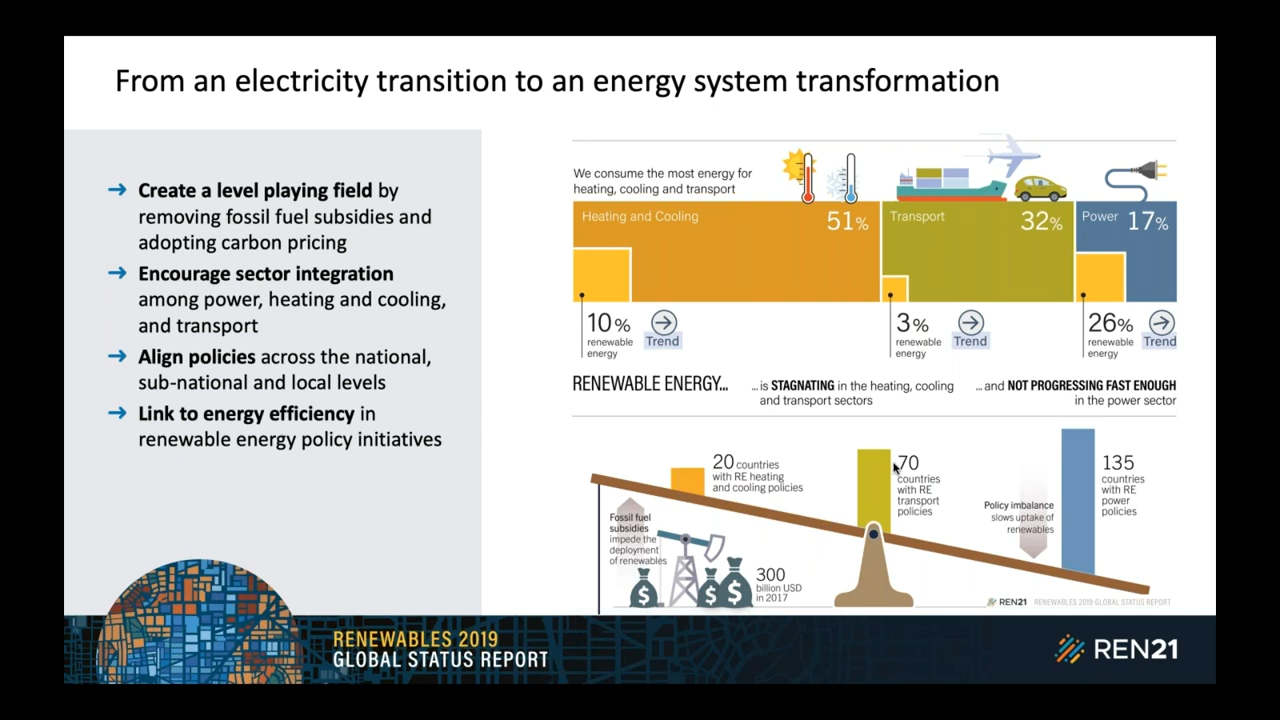 From an electricity transition to an energy system transformation
→ Create a level playing field by
removing fossil fuel subsidies and
adopting carbon pricing
→ Encourage sector integration
among power, heating and cooling,
and transport
→ Align policies across the national,
sub-national and local levels
→ Link to energy efficiency in
renewable energy policy initiatives
We consume the most energy for
heating, cooling and transport
Heating and Cooling 51%
Transport 32%
Power 17%
10%
renewable
energy
Trend
3%
renewable
energy
Trend
26%
renewable
energy
Trend
RENEWABLE ENERGY...
...is STAGNATING in the heating, cooling
and transport sectors
...and NOT PROGRESSING FAST ENOUGH
in the power sector
20 countries
with RE heating
and cooling policies
70
countries
with RE
transport
policies
135
countries
with RE
power
policies
Policy imbalance
slows uptake of
renewables
Fossil fuel
subsidies
impede the
deployment
of renewables
$ $ $
300
billion USD
in 2017
REN21 RENEWABLES 2019 GLOBAL STATUS REPORT
RENEWABLES 2019
GLOBAL STATUS REPORT
REN21